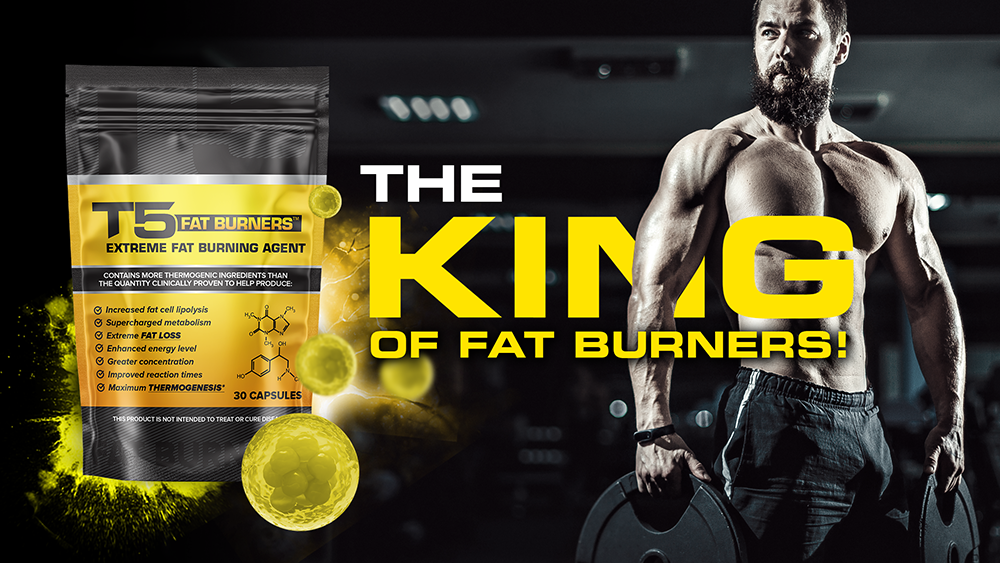 T5 FAT BURNERS™
EXTREME FAT BURNING AGENT
CONTAINS MORE THERMOGENIC INGREDIENTS THAN
THE QUANTITY CLINICALLY PROVEN TO HELP PRODUCE:
Increased fat cell lipolysis
Supercharged metabolism
Extreme FAT LOSS
Enhanced energy level
Greater concentration
Improved reaction times
Maximum THERMOGENESIS*
30 CAPSULES
THIS PRODUCT IS NOT INTENDED TO TREAT OR CURE
THE
KING
OF FAT BURNERS!